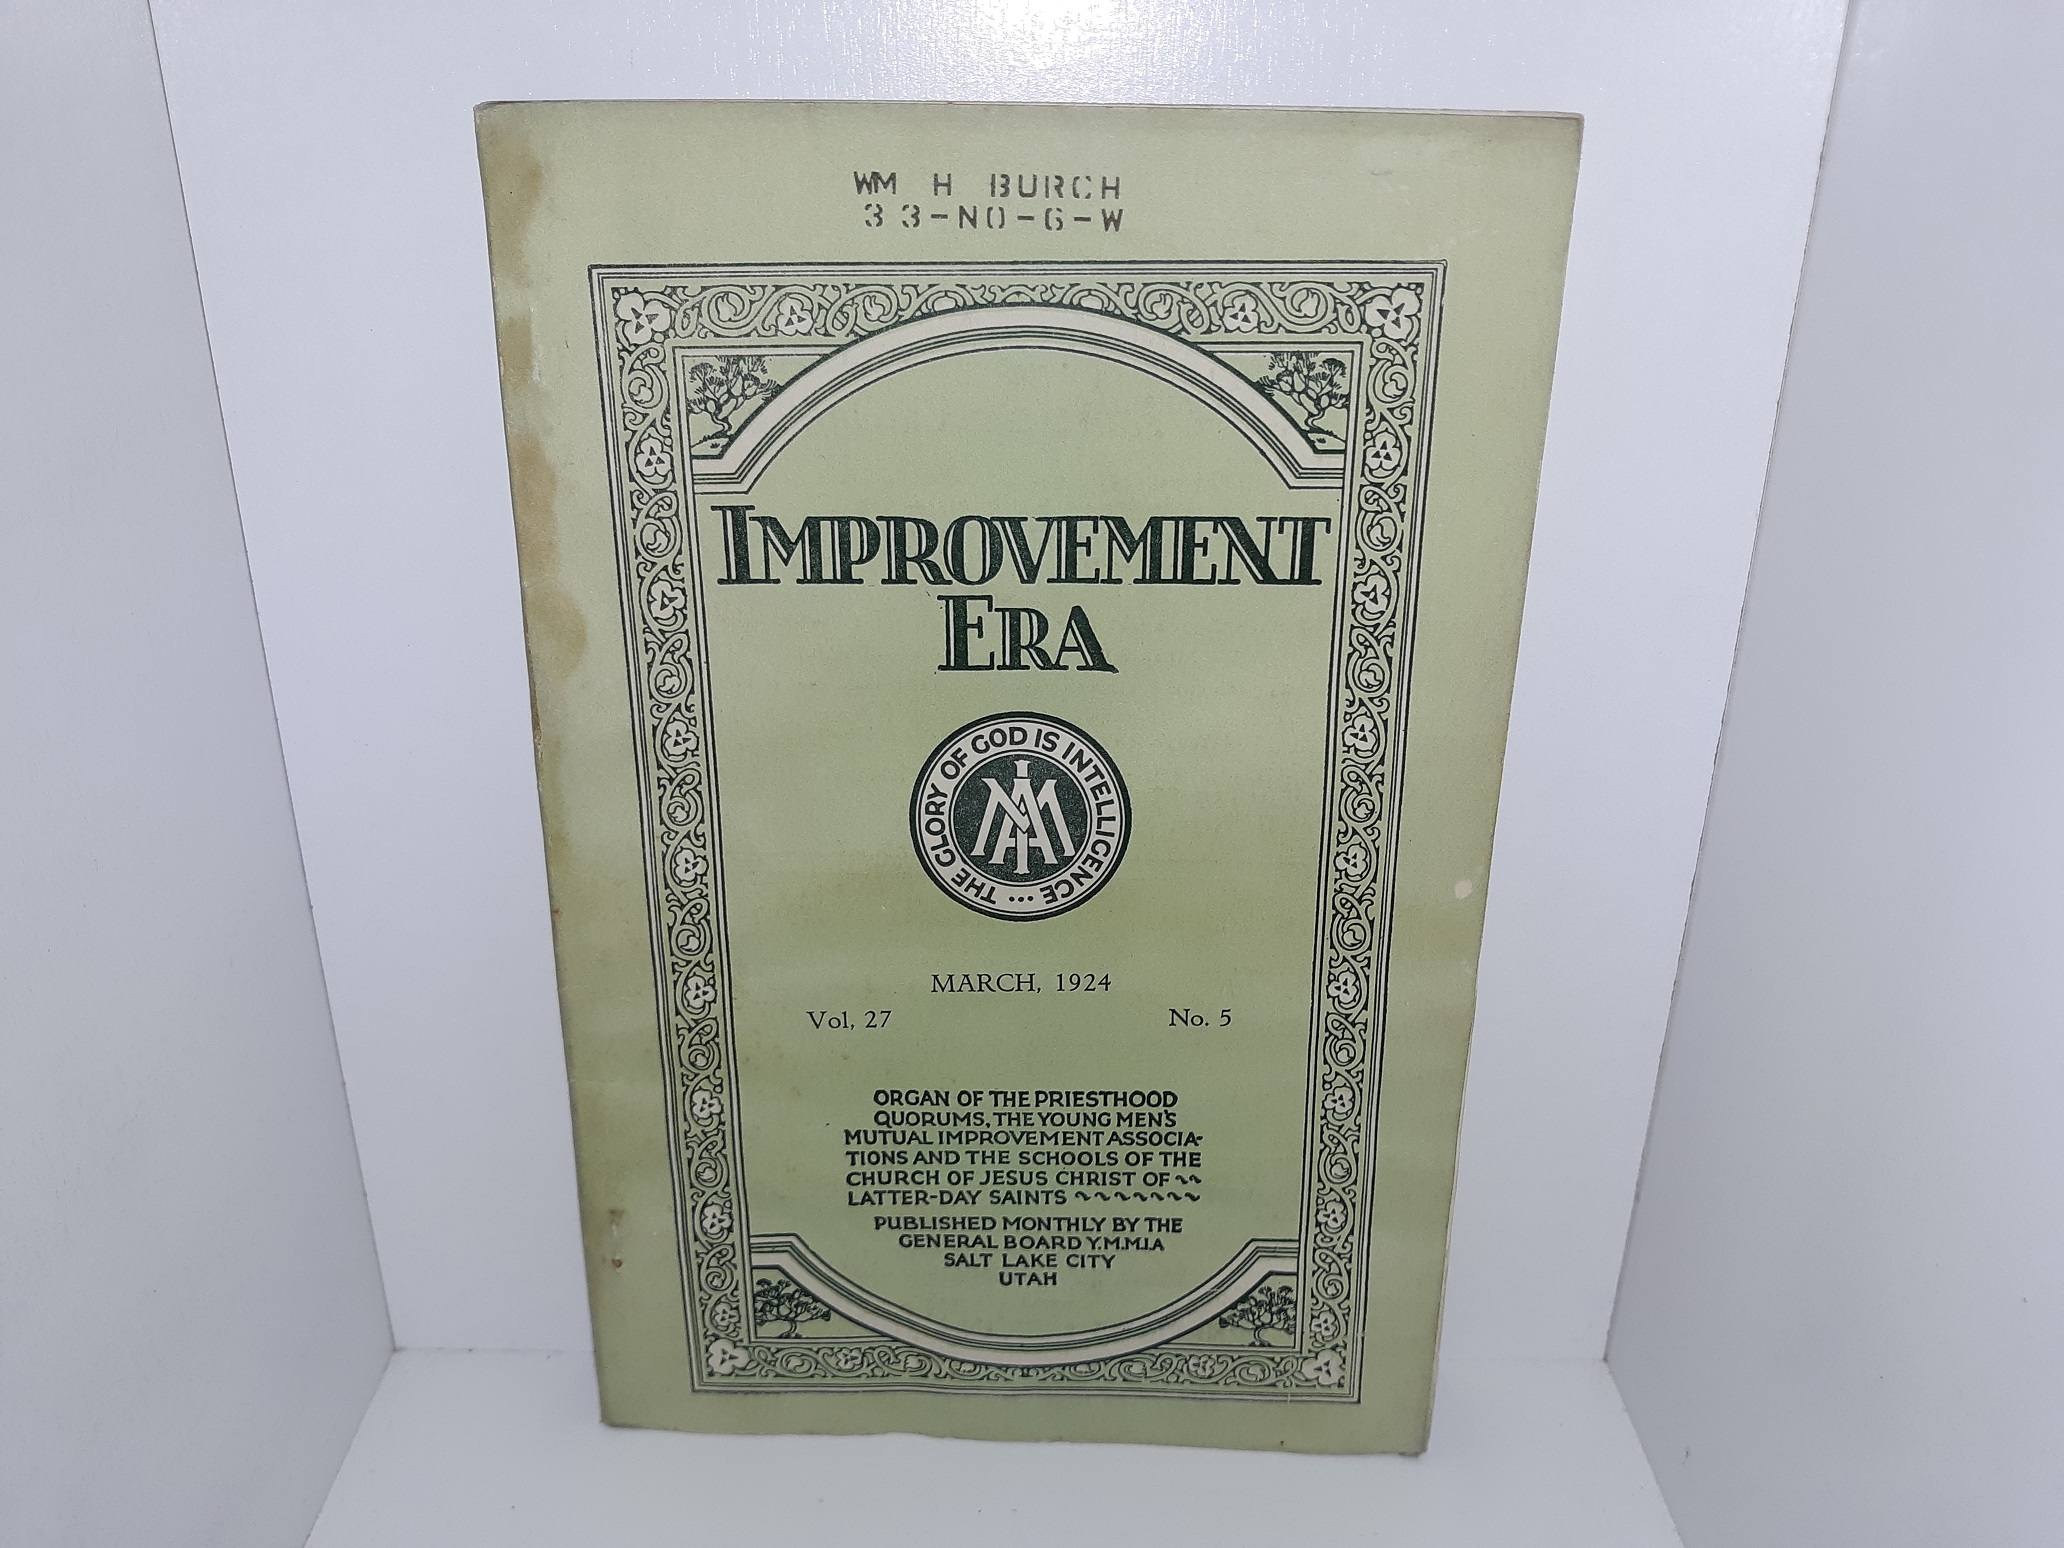 WM H BURCH
33-NO-6-W
IMPROVEMENT
ERA
THE GLORY OF GOD IS INTELLIGENCE ...
MIA
MARCH, 1924
Vol, 27 No. 5
ORGAN OF THE PRIESTHOOD
QUORUMS, THE YOUNG MEN'S
MUTUAL IMPROVEMENT ASSOCIA-
TIONS AND THE SCHOOLS OF THE
CHURCH OF JESUS CHRIST OF ~~
LATTER-DAY SAINTS ~~~~~~~
PUBLISHED MONTHLY BY THE
GENERAL BOARD Y.M.M.I.A
SALT LAKE CITY
UTAH